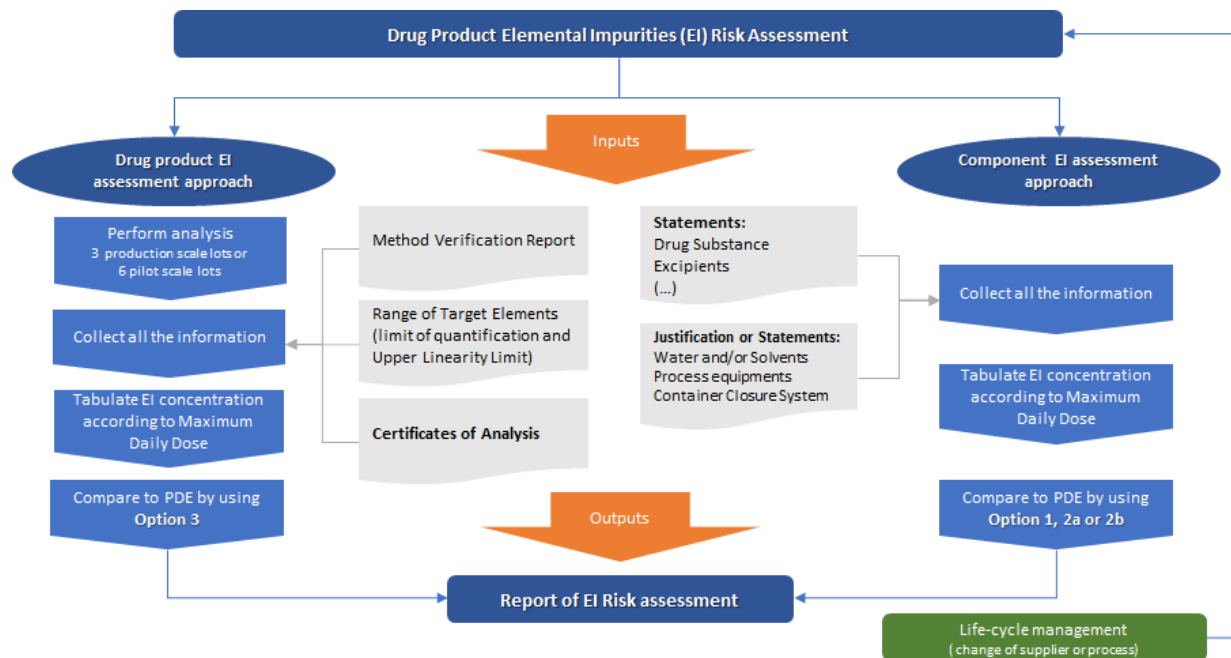 Drug Product Elemental Impurities (EI) Risk Assessment
Inputs
Drug product EI
assessment approach
Component EI assessment
approach
Perform analysis
3 production scale lots or
6 pilot scale lots
Collect all the information
Tabulate EI concentration
according to Maximum
Daily Dose
Compare to PDE by using
Option 3
Method Verification Report
Range of Target Elements
(limit of quantification and
Upper Linearity Limit)
Certificates of Analysis
Statements:
Drug Substance
Excipients
(...)
Justification or Statements:
Water and/or Solvents
Process equipments
Container Closure System
Collect all the information
Tabulate EI concentration
according to Maximum
Daily Dose
Compare to PDE by using
Option 1, 2a or 2b
Outputs
Report of EI Risk assessment
Life-cycle management
( change of supplier or process)